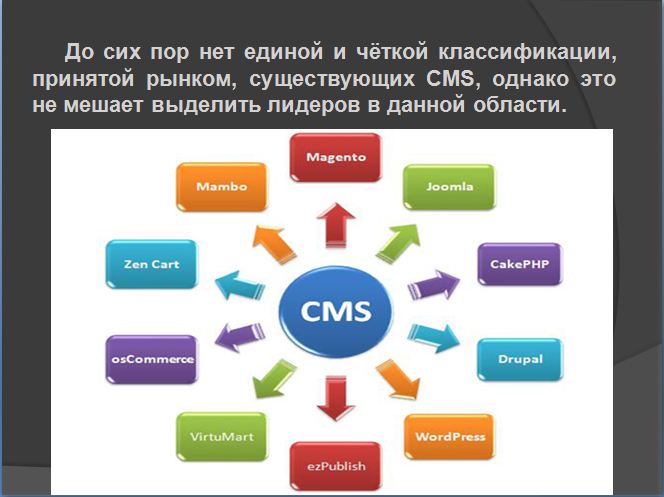 До сих пор нет единой и чёткой классификации,
принятой рынком, существующих CMS, однако это
не мешает выделить лидеров в данной области.
Magento
Mambo
Joomla
Zen Cart
CakePHP
CMS
osCommerce
Drupal
VirtuMart
WordPress
ezPublish